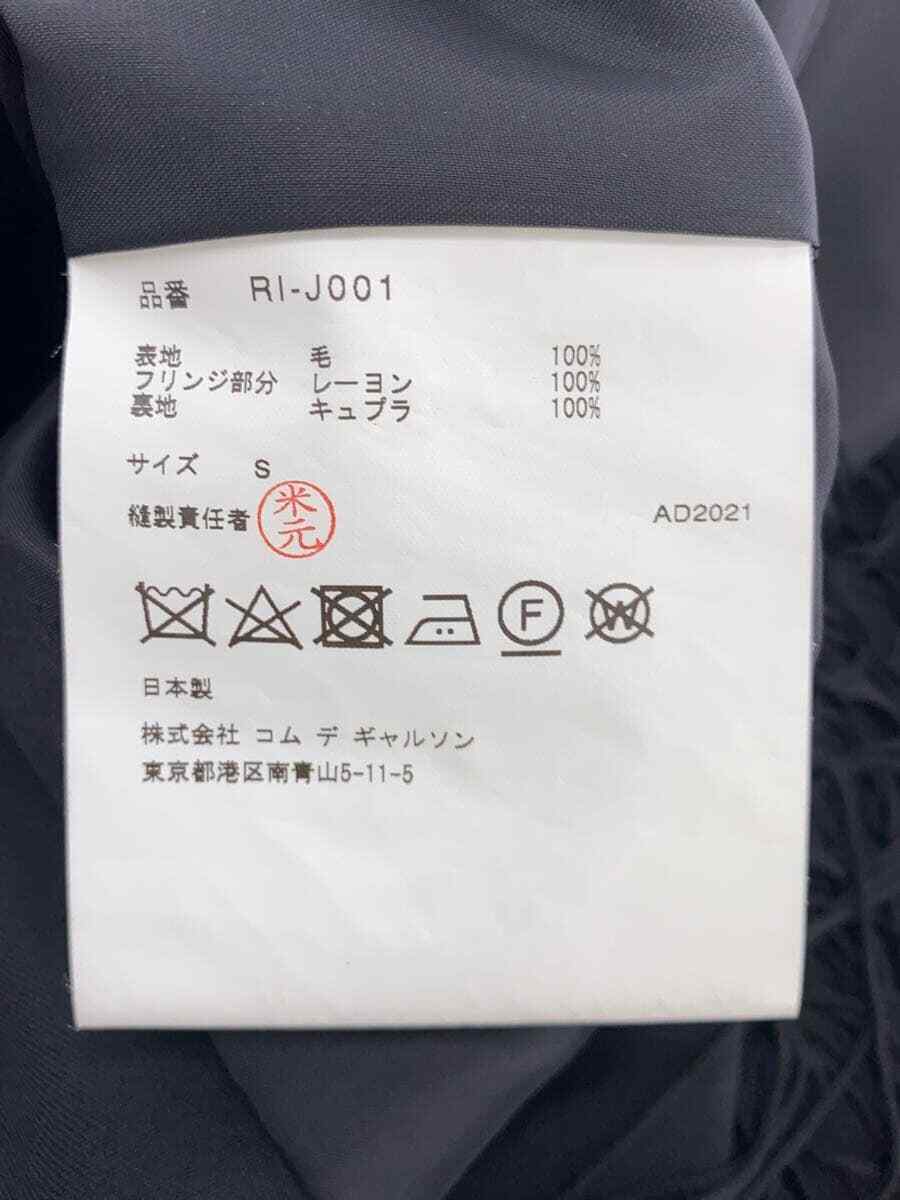 品番 RI-J001
表地 毛 100%
フリンジ部分 レーヨン 100%
裏地 キュプラ 100%
サイズ S
縫製責任者 米元 AD2021
F W
日本製
株式会社 コム デ ギャルソン
東京都港区南青山5-11-5